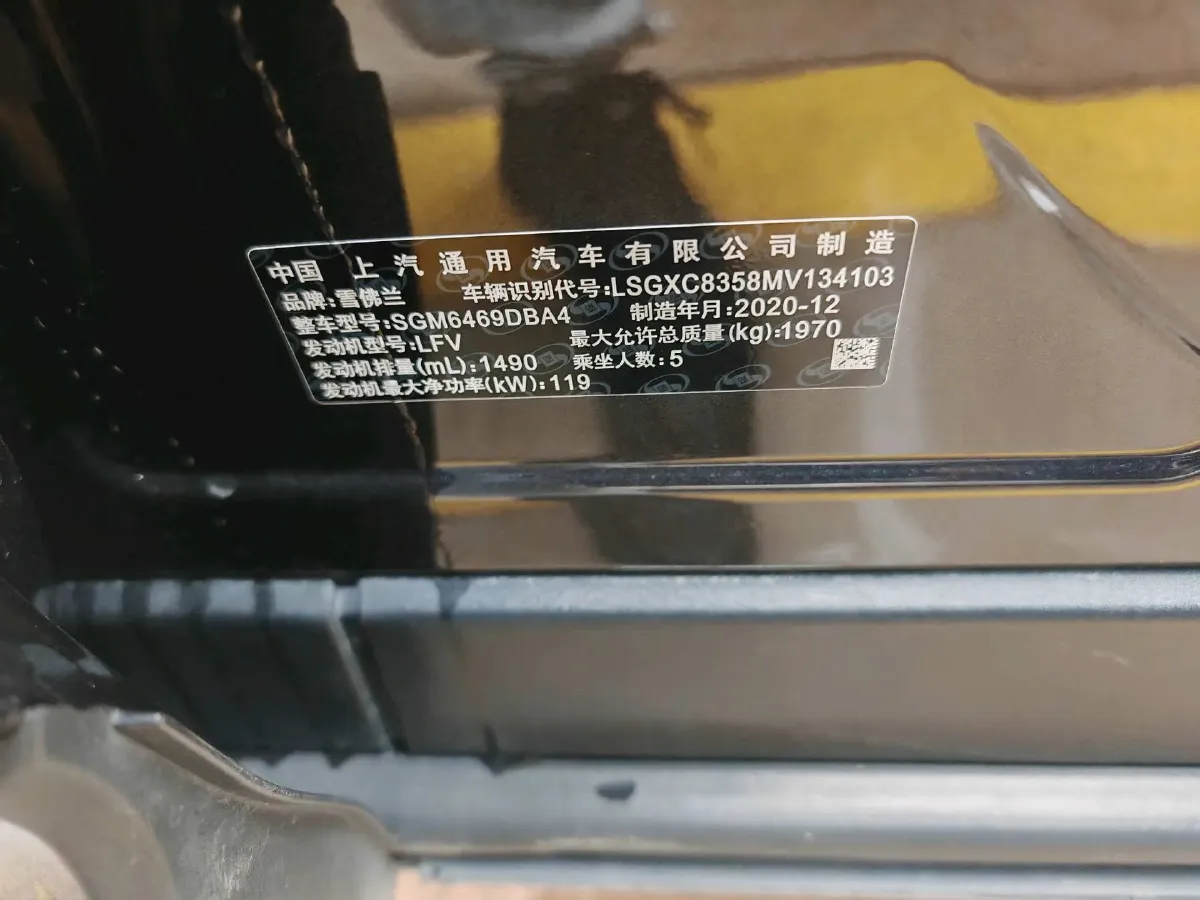 中国 上汽通用汽车有限公司制造
品牌:雪佛兰 车辆识别代号:LSGXC8358MV134103
整车型号:SGM6469DBA4 制造年月:2020-12
发动机型号:LFV 最大允许总质量(kg):1970
发动机排量(mL):1490 乘坐人数:5
发动机最大净功率(kW):119